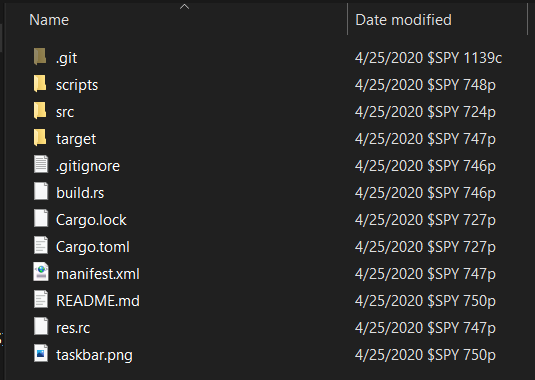 Name Date modified
.git 4/25/2020 $SPY 1139c
scripts 4/25/2020 $SPY 748p
src 4/25/2020 $SPY 724p
target 4/25/2020 $SPY 747p
.gitignore 4/25/2020 $SPY 746p
build.rs 4/25/2020 $SPY 746p
Cargo.lock 4/25/2020 $SPY 727p
Cargo.toml 4/25/2020 $SPY 727p
manifest.xml 4/25/2020 $SPY 747p
README.md 4/25/2020 $SPY 750p
res.rc 4/25/2020 $SPY 747p
taskbar.png 4/25/2020 $SPY 750p